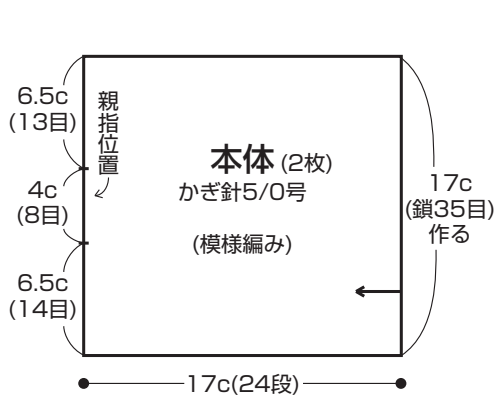 6.5c
(13目)
親指位置
4c
(8目)
6.5c
(14目)
本体(2枚)
かぎ針5/0号
(模様編み)
17c
(鎖35目)
作る
17c(24段)